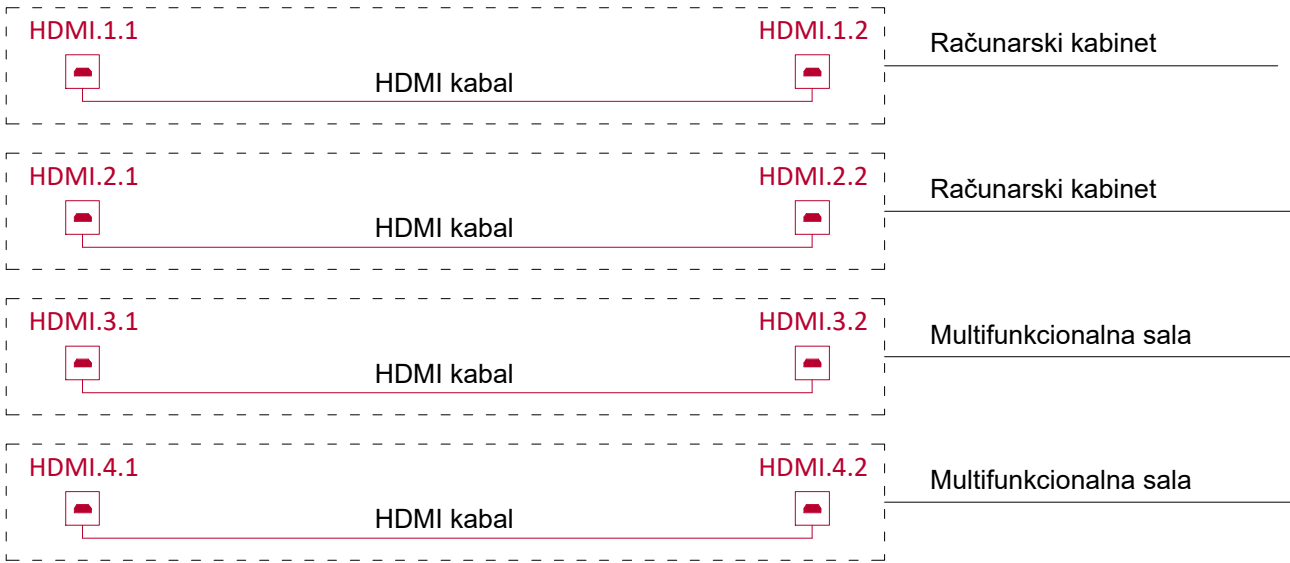 HDMI.1.1
HDMI.1.2
Računarski kabinet
HDMI kabal
HDMI.2.1
HDMI.2.2
Računarski kabinet
HDMI kabal
HDMI.3.1
HDMI.3.2
Multifunkcionalna sala
HDMI kabal
HDMI.4.1
HDMI.4.2
Multifunkcionalna sala
HDMI kabal